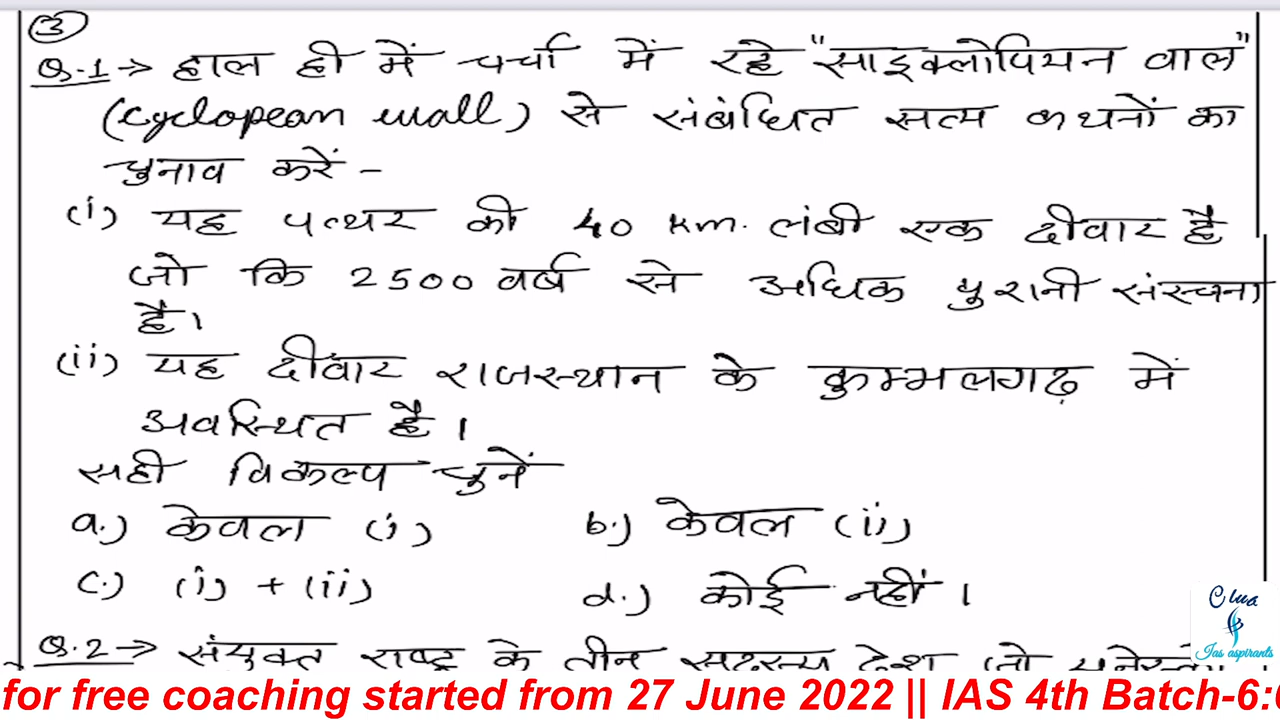 ③
Q.1 → हाल ही में चर्चा में रहे "साइक्लोपियन वाल"
(Cyclopean wall) से संबंधित सत्य कथनों का
चुनाव करें -
(i) यह पत्थर की 40 Km. लंबी एक दीवार है
जो कि 2500 वर्ष से अधिक पुरानी संरचना
है।
(ii) यह दीवार राजस्थान के कुम्भलगढ़ में
अवस्थित है।
सही विकल्प चुनें
a.) केवल (i)
b.) केवल (ii)
c.) (i) + (ii)
d.) कोई नहीं।
Clua
Ias aspirants
Q.2 → संयुक्त राष्ट्र के तीन सदस्य देश जो
for free coaching started from 27 June 2022 || IAS 4th Batch-6: